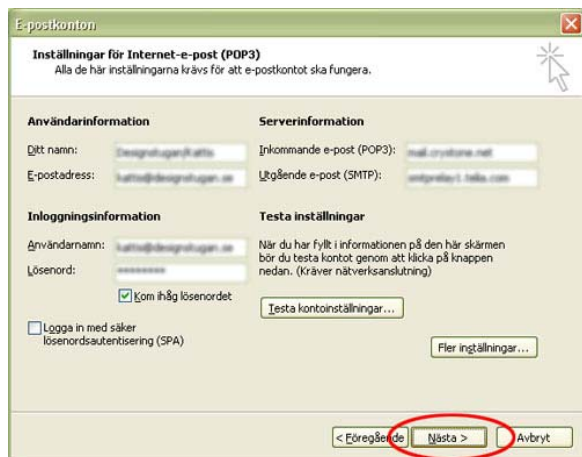 E-postkonton
Inställningar för Internet-e-post (POP3)
Alla de här inställningarna krävs för att e-postkontot ska fungera.
Användarinformation
Ditt namn:
E-postadress:
Serverinformation
Inkommande e-post (POP3):
Utgående e-post (SMTP):
Inloggningsinformation
Användarnamn:
Lösenord:
Kom ihåg lösenordet
Logga in med säker
lösenordsautentisering (SPA)
Testa inställningar
När du har fyllt i informationen på den här skärmen
bör du testa kontot genom att klicka på knappen
nedan. (Kräver nätverksanslutning)
Testa kontoinställningar...
Fler inställningar...
< Föregående
Nästa >
Avbryt